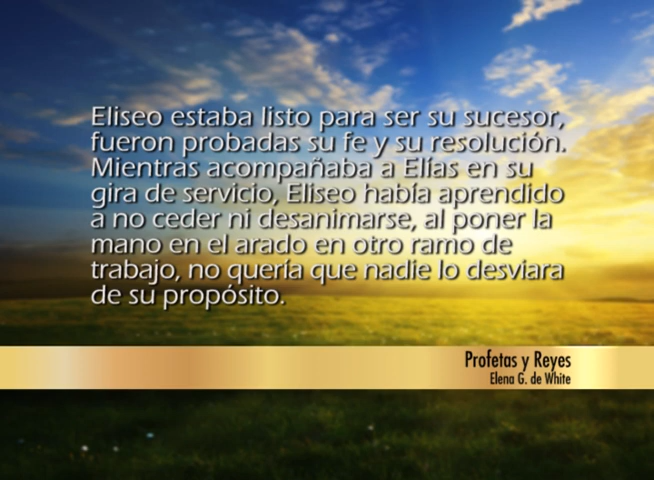 Eliseo estaba listo para ser su sucesor,
fueron probadas su fe y su resolución.
Mientras acompañaba a Elías en su
gira de servicio, Eliseo había aprendido
a no ceder ni desanimarse, al poner la
mano en el arado en otro ramo de
trabajo, no quería que nadie lo desviara
de su propósito.
Profetas y Reyes
Elena G. de White